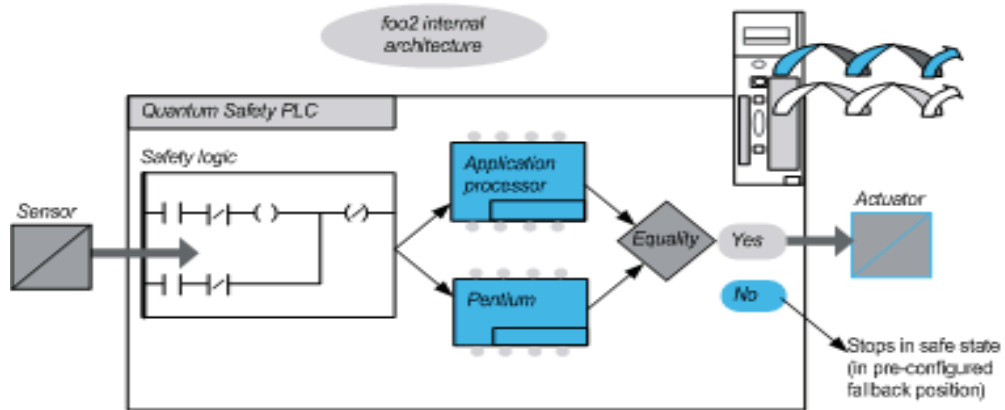 foo2 internal
architecture
Quantum Safety PLC
Safety logic
Sensor
Application
processor
Pentium
Equality
Yes
No
Actuator
Stops in safe state
(in pre-configured
fallback position)